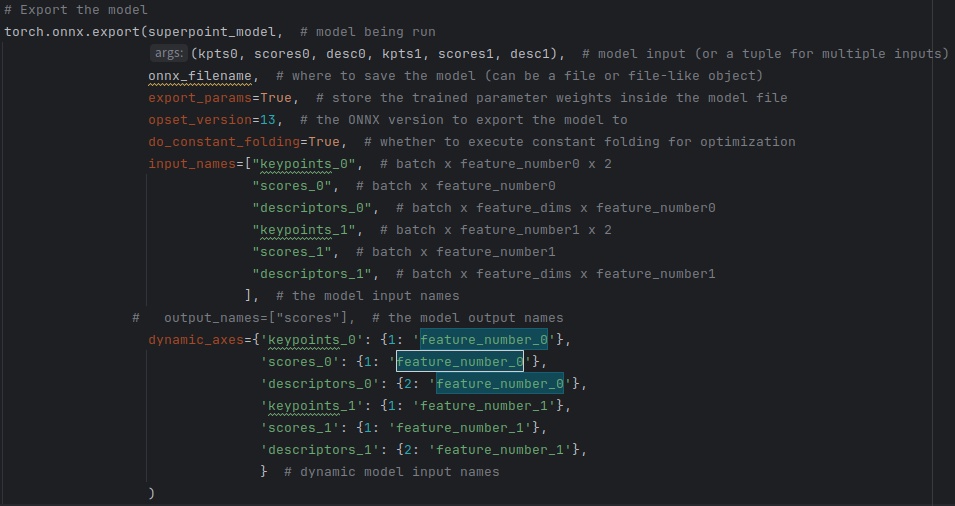 # Export the model
torch.onnx.export(superpoint_model,  # model being run
args: (kpts0, scores0, desc0, kpts1, scores1, desc1),  # model input (or a tuple for multiple inputs)
onnx_filename,  # where to save the model (can be a file or file-like object)
export_params=True,  # store the trained parameter weights inside the model file
opset_version=13,  # the ONNX version to export the model to
do_constant_folding=True,  # whether to execute constant folding for optimization
input_names=["keypoints_0",  # batch x feature_number0 x 2
"scores_0",  # batch x feature_number0
"descriptors_0",  # batch x feature_dims x feature_number0
"keypoints_1",  # batch x feature_number1 x 2
"scores_1",  # batch x feature_number1
"descriptors_1",  # batch x feature_dims x feature_number1
],  # the model input names
#   output_names=["scores"],  # the model output names
dynamic_axes={'keypoints_0': {1: 'feature_number_0'},
'scores_0': {1: 'feature_number_0'},
'descriptors_0': {2: 'feature_number_0'},
'keypoints_1': {1: 'feature_number_1'},
'scores_1': {1: 'feature_number_1'},
'descriptors_1': {2: 'feature_number_1'},
}  # dynamic model input names
)